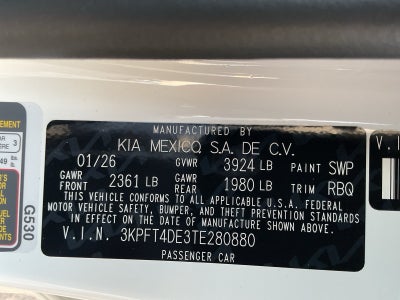 MANUFACTURED BY
KIA MEXICO, S.A. DE C.V.
01/26 GVWR 3924 LB PAINT SWP
GAWR FRONT 2361 LB GAWR REAR 1980 LB TRIM RBQ
THIS VEHICLE CONFORMS TO ALL APPLICABLE U.S.A. FEDERAL
MOTOR VEHICLE SAFETY, BUMPER, AND THEFT PREVENTION STANDARDS
IN EFFECT ON THE DATE OF MANUFACTURE SHOWN ABOVE.
V.I.N. 3KPFT4DE3TE280880
PASSENGER CAR
G530